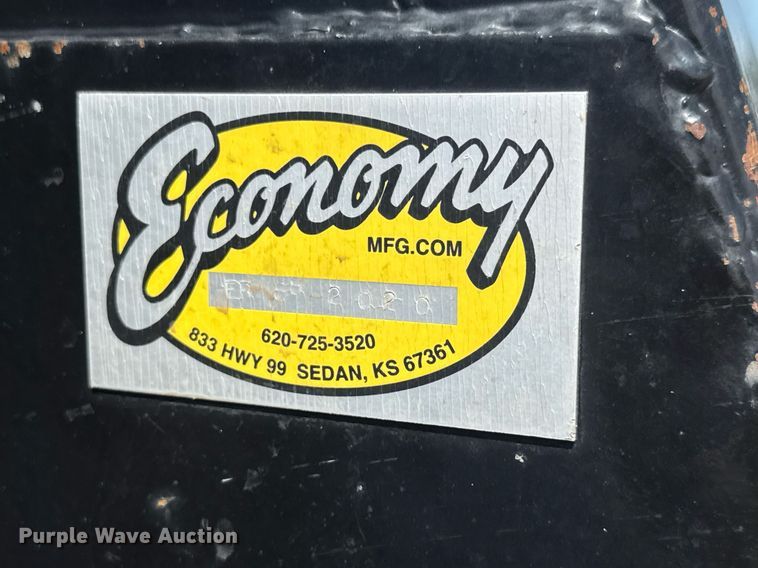 Economy
MFG.COM
620-725-3520
833 HWY 99 SEDAN, KS 67361
Purple Wave Auction